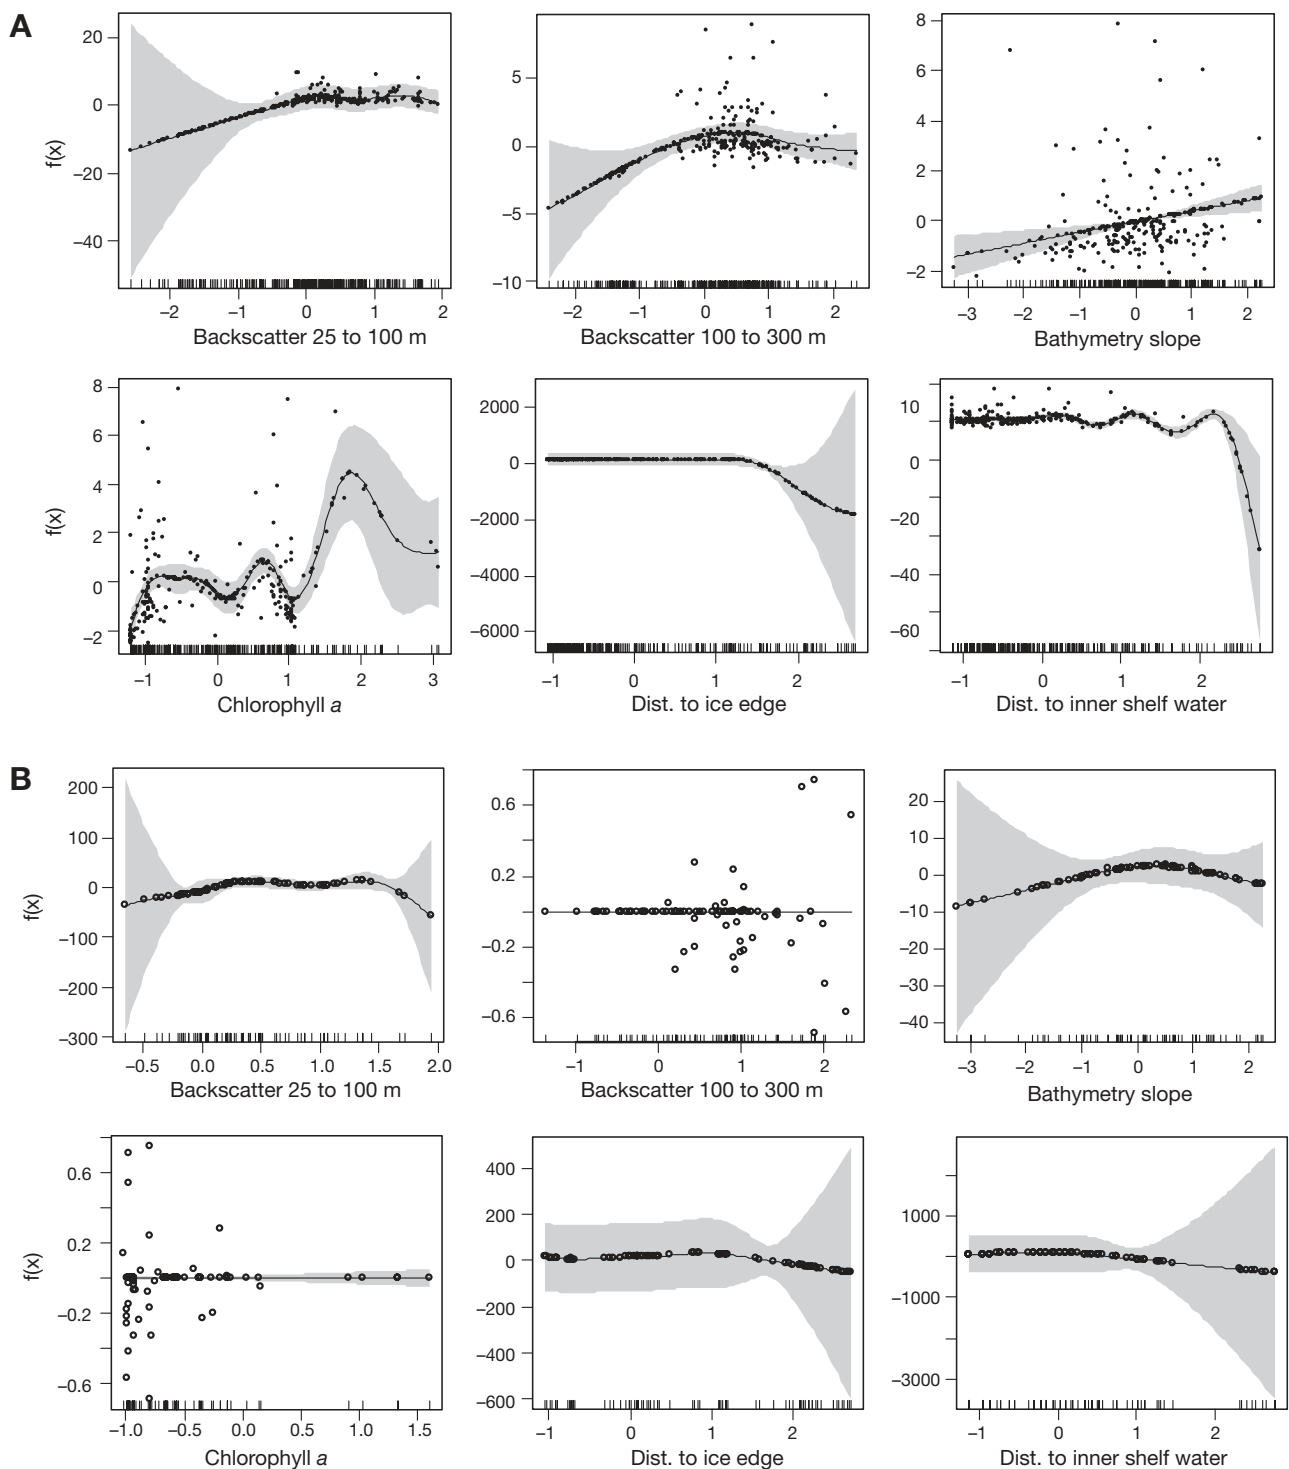 A
20
0
−20
−40
f(x)
−2 −1 0 1 2
Backscatter 25 to 100 m
5
0
−5
−10
−2 −1 0 1 2
Backscatter 100 to 300 m
8
6
4
2
0
−2
−3 −2 −1 0 1 2
Bathymetry slope
8
6
4
2
0
−2
f(x)
−1 0 1 2 3
Chlorophyll a
2000
0
−2000
−4000
−6000
−1 0 1 2
Dist. to ice edge
10
0
−20
−40
−60
−1 0 1 2
Dist. to inner shelf water
B
200
100
0
−100
−200
−300
f(x)
−0.5 0.0 0.5 1.0 1.5 2.0
Backscatter 25 to 100 m
0.6
0.2
−0.2
−0.6
−1 0 1 2
Backscatter 100 to 300 m
20
10
0
−10
−20
−30
−40
−3 −2 −1 0 1 2
Bathymetry slope
0.6
0.2
−0.2
−0.6
f(x)
−1.0 −0.5 0.0 0.5 1.0 1.5
Chlorophyll a
400
200
0
−200
−400
−600
−1 0 1 2
Dist. to ice edge
1000
−1000
−3000
−1 0 1 2
Dist. to inner shelf water